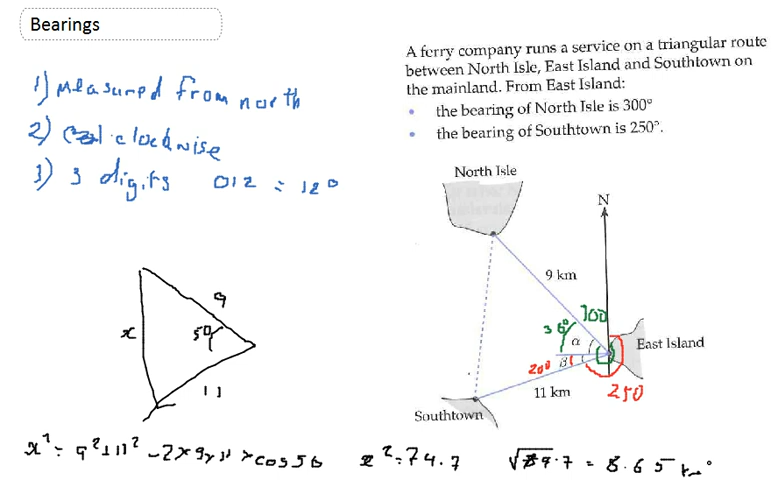 Bearings
1) Measured from north
2) clockwise
3) 3 digits 012 = 12°
A ferry company runs a service on a triangular route
between North Isle, East Island and Southtown on
the mainland. From East Island:
• the bearing of North Isle is 300°
• the bearing of Southtown is 250°.
North Isle
N
9 km
300
30°
α
East Island
200
β
11 km
250
Southtown
9
x
50
11
x² = 9² + 11² - 2 x 9 x 11 x cos 50
x² = 74.7
= 8.65 km